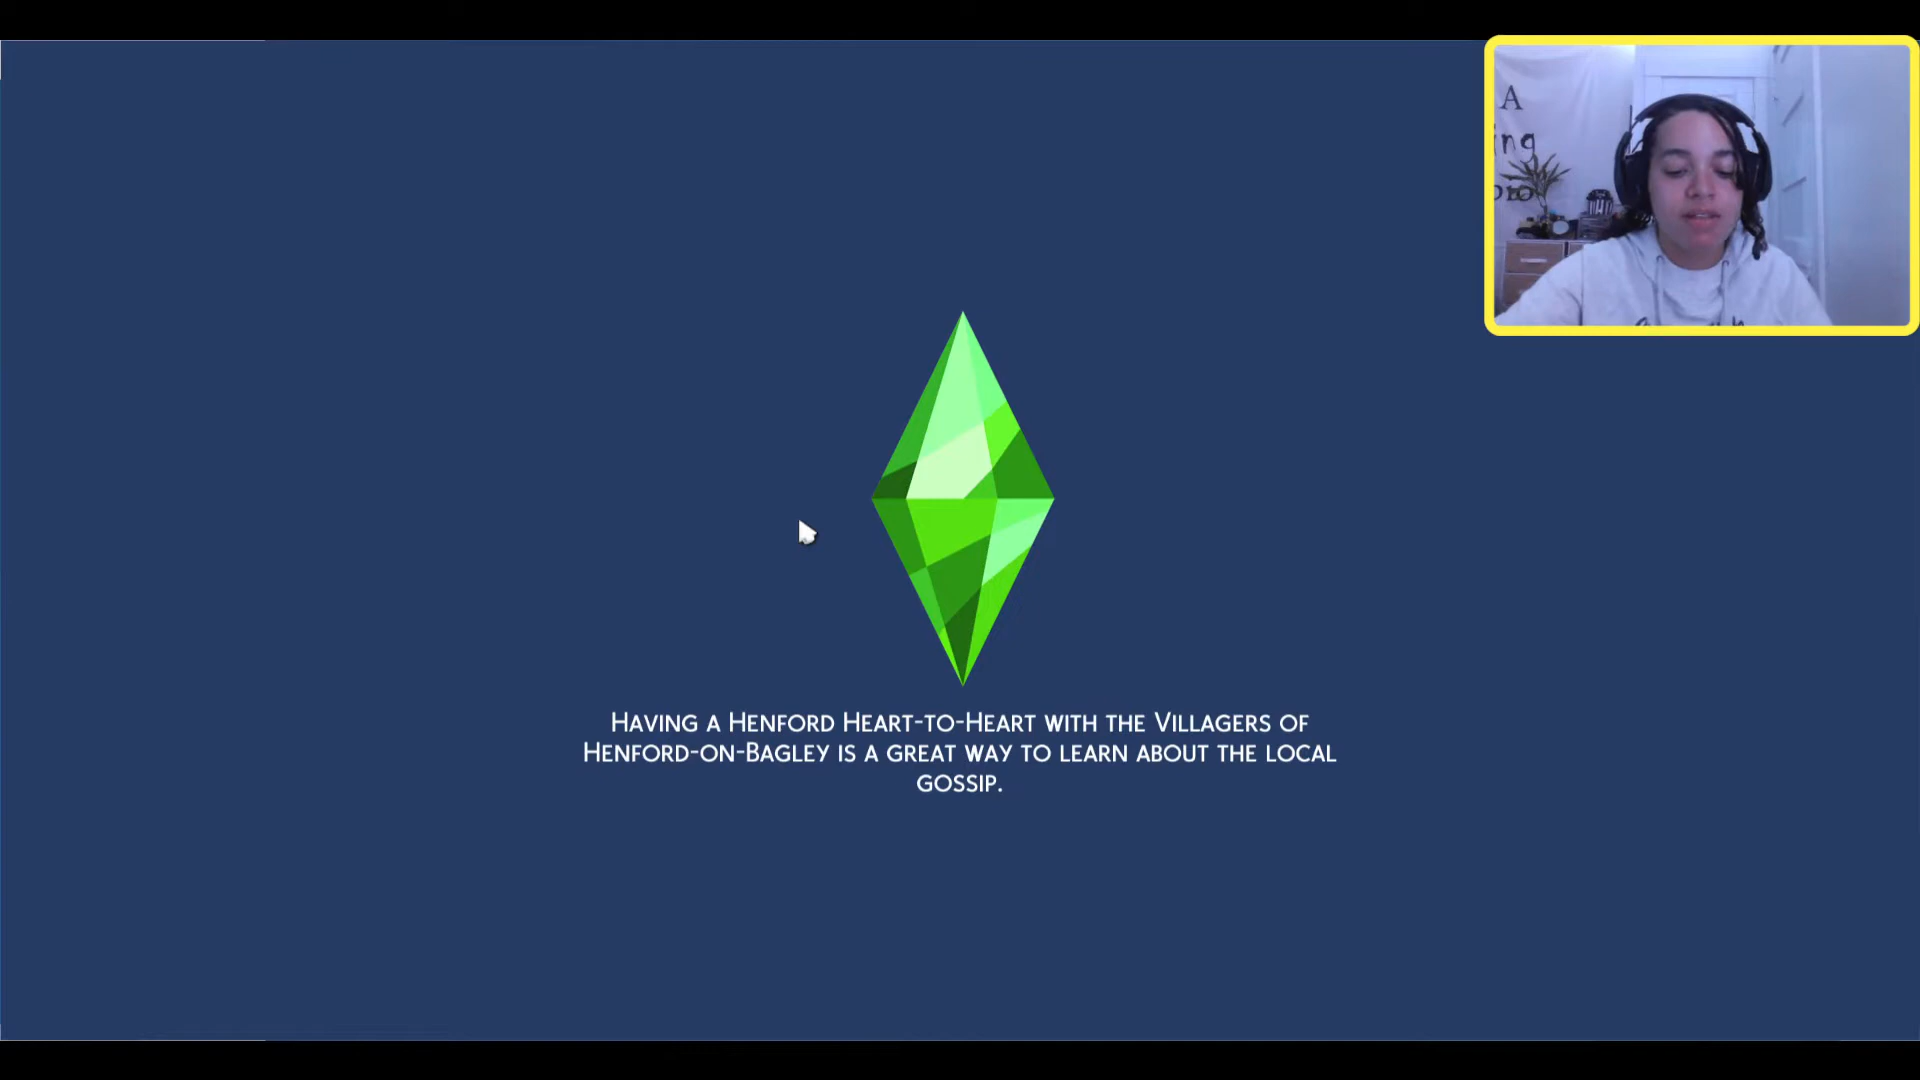 A
ing
Having a Henford Heart-to-Heart with the Villagers of
Henford-on-Bagley is a great way to learn about the local
gossip.